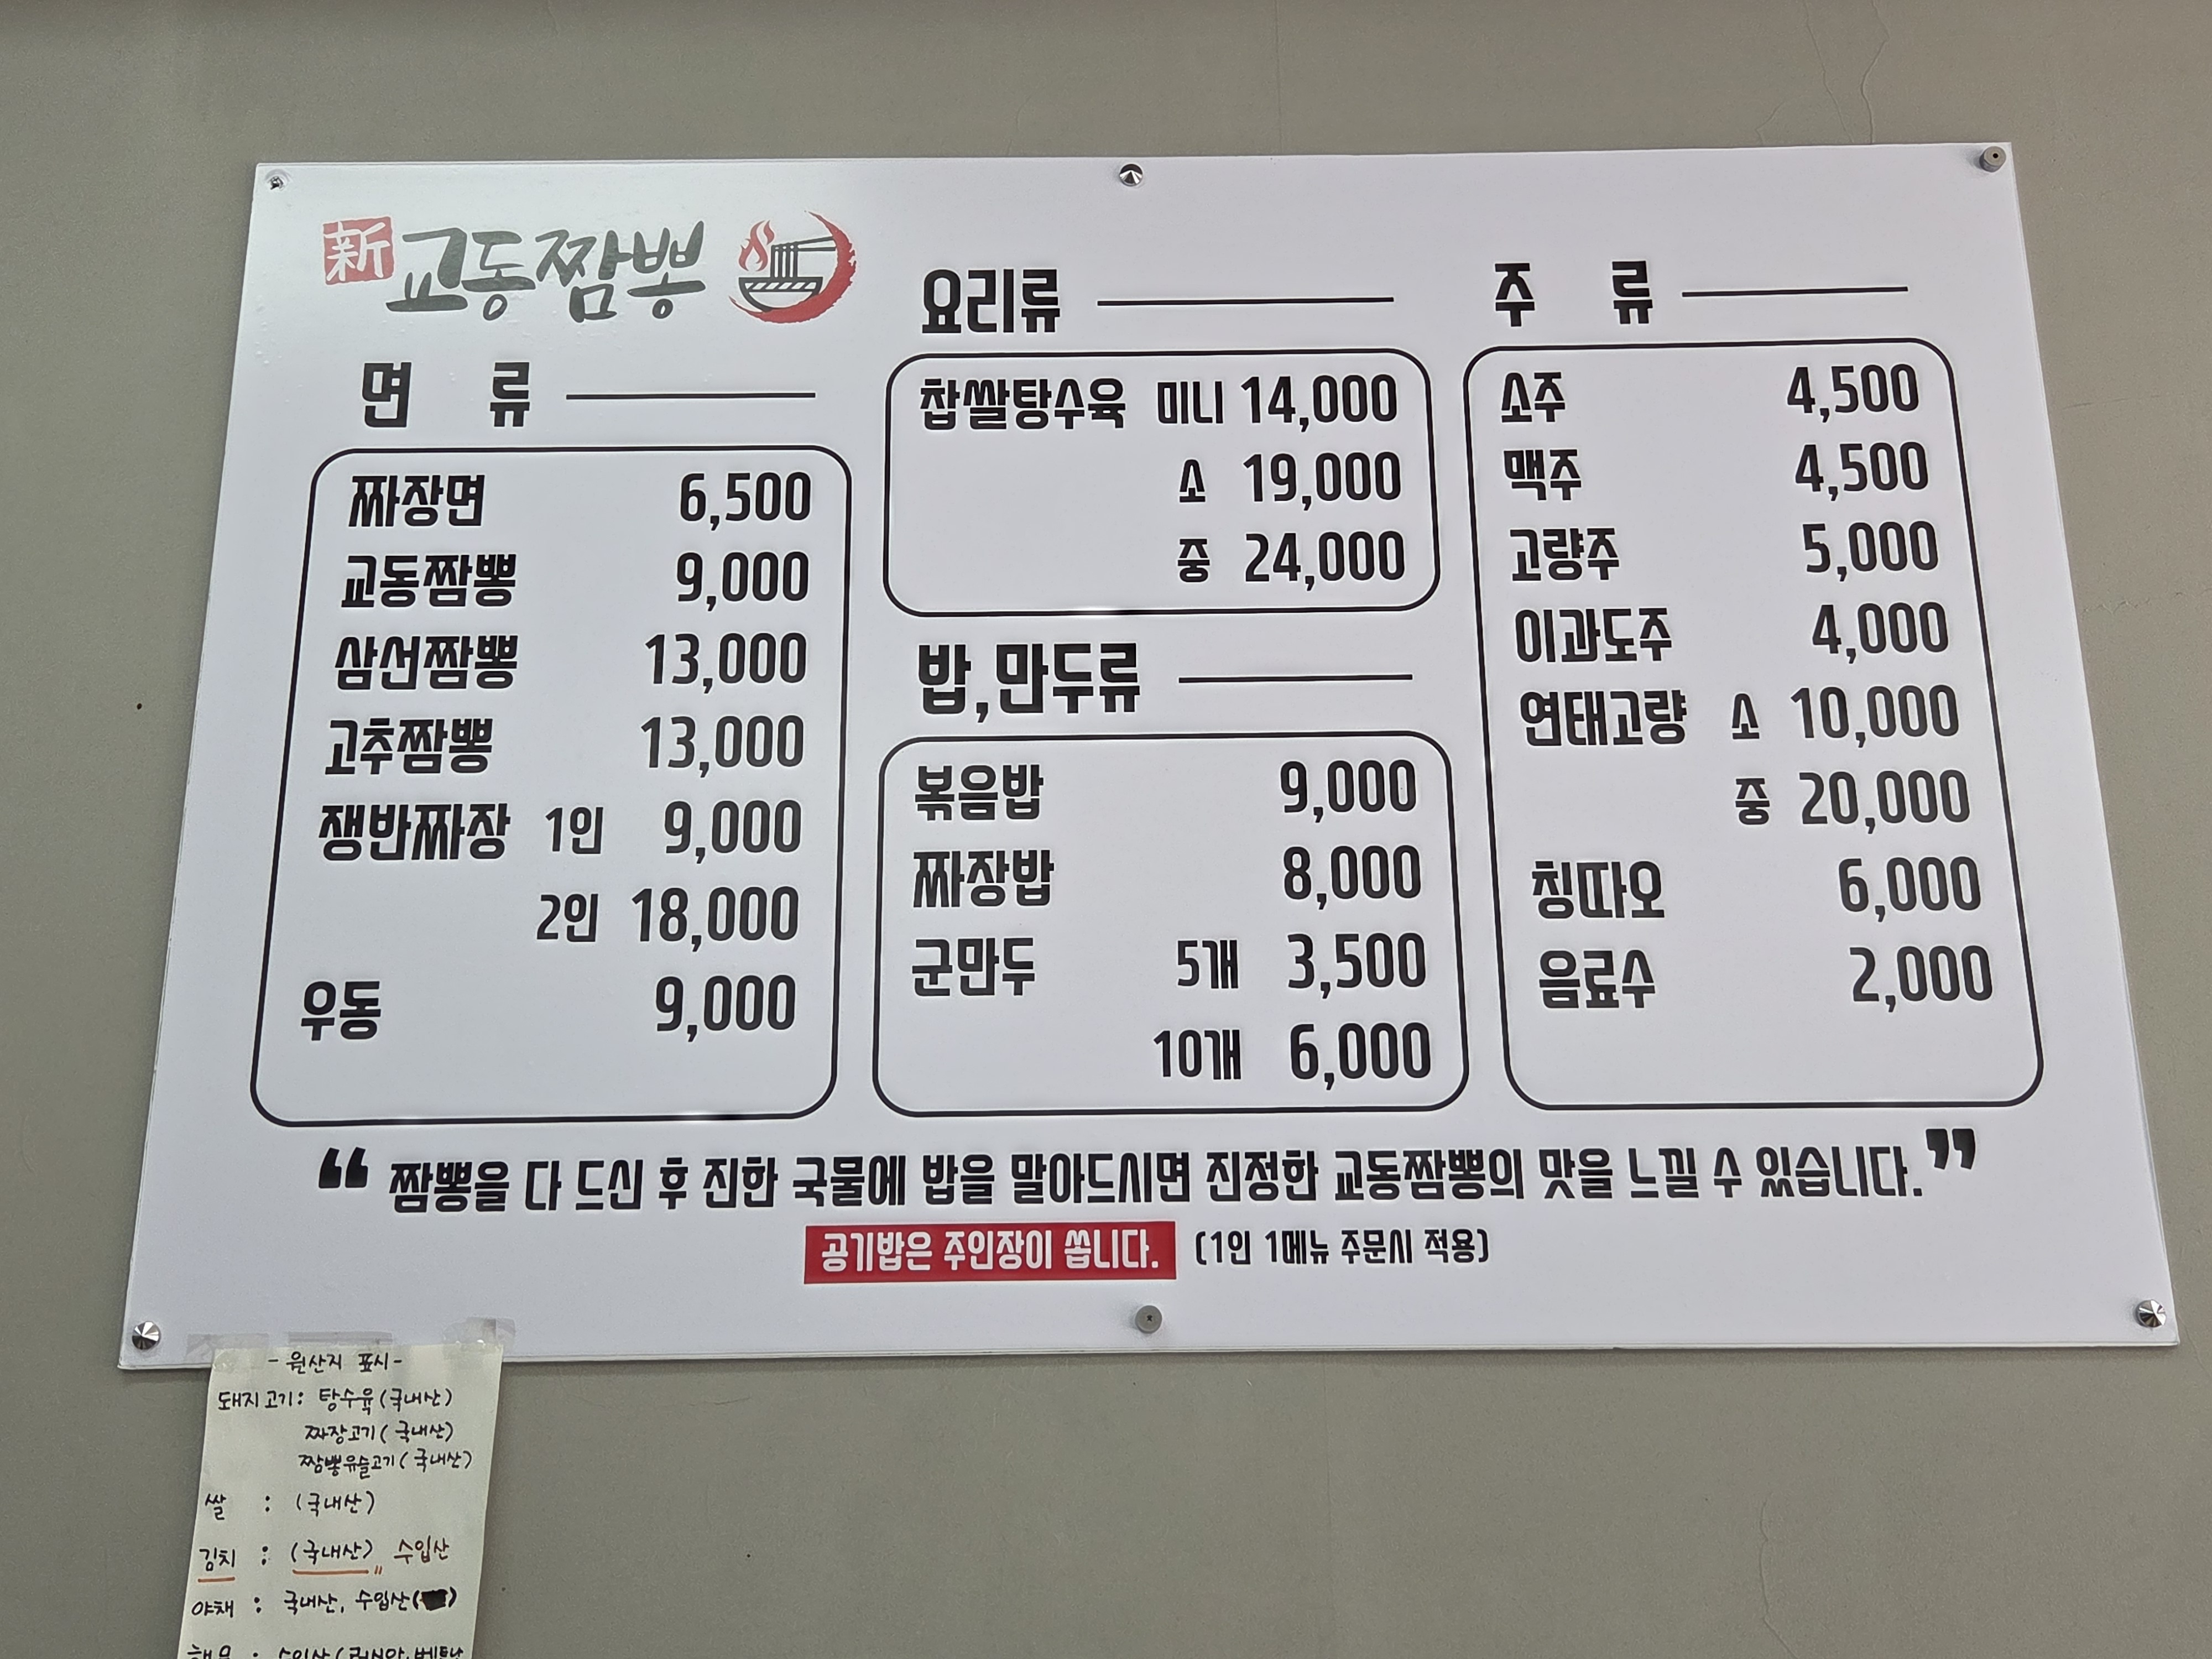 新 교동짬뽕
면 류
짜장면 6,500
교동짬뽕 9,000
삼선짬뽕 13,000
고추짬뽕 13,000
쟁반짜장 1인 9,000
2인 18,000
우동 9,000
요리류
찹쌀탕수육 미니 14,000
소 19,000
중 24,000
밥,만두류
볶음밥 9,000
짜장밥 8,000
군만두 5개 3,500
10개 6,000
주 류
소주 4,500
맥주 4,500
고량주 5,000
이과도주 4,000
연태고량 소 10,000
중 20,000
칭따오 6,000
음료수 2,000
❝ 짬뽕을 다 드신 후 진한 국물에 밥을 말아드시면 진정한 교동짬뽕의 맛을 느낄 수 있습니다. ❞
공기밥은 주인장이 쏩니다. (1인 1메뉴 주문시 적용)
- 원산지 표시-
돼지고기: 탕수육(국내산)
짜장고기(국내산)
짬뽕유슬고기(국내산)
쌀 : (국내산)
김치 : (국내산)" 수입산
야채 : 국내산, 수입산( )